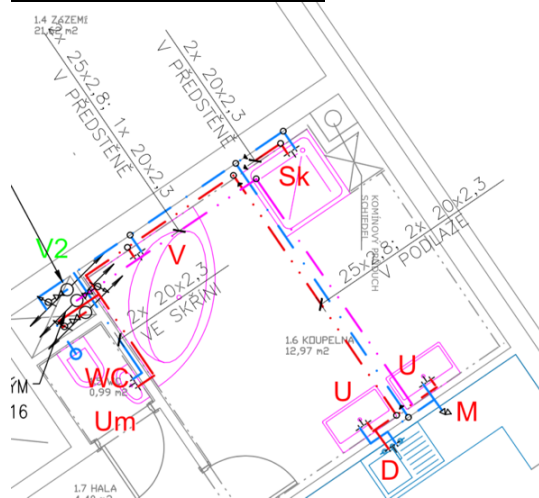 1.4 ZÁZEMÍ
21,62 m2
25x2,8; 1x 20x2,3
V PŘEDSTĚNĚ
2x 20x2,3
V PŘEDSTĚNĚ
Sk
KOMÍNOVÝ PRŮDUCH
SCHIEDEL
V2
V
2x 20x2,3
VE SKŘÍNI
25x2,8; 2x 20x2,3
V PODLAZE
1.6 KOUPELNA
12,97 m2
WC
0,99 m2
Um
16
U
U
M
D
1.7 HALA